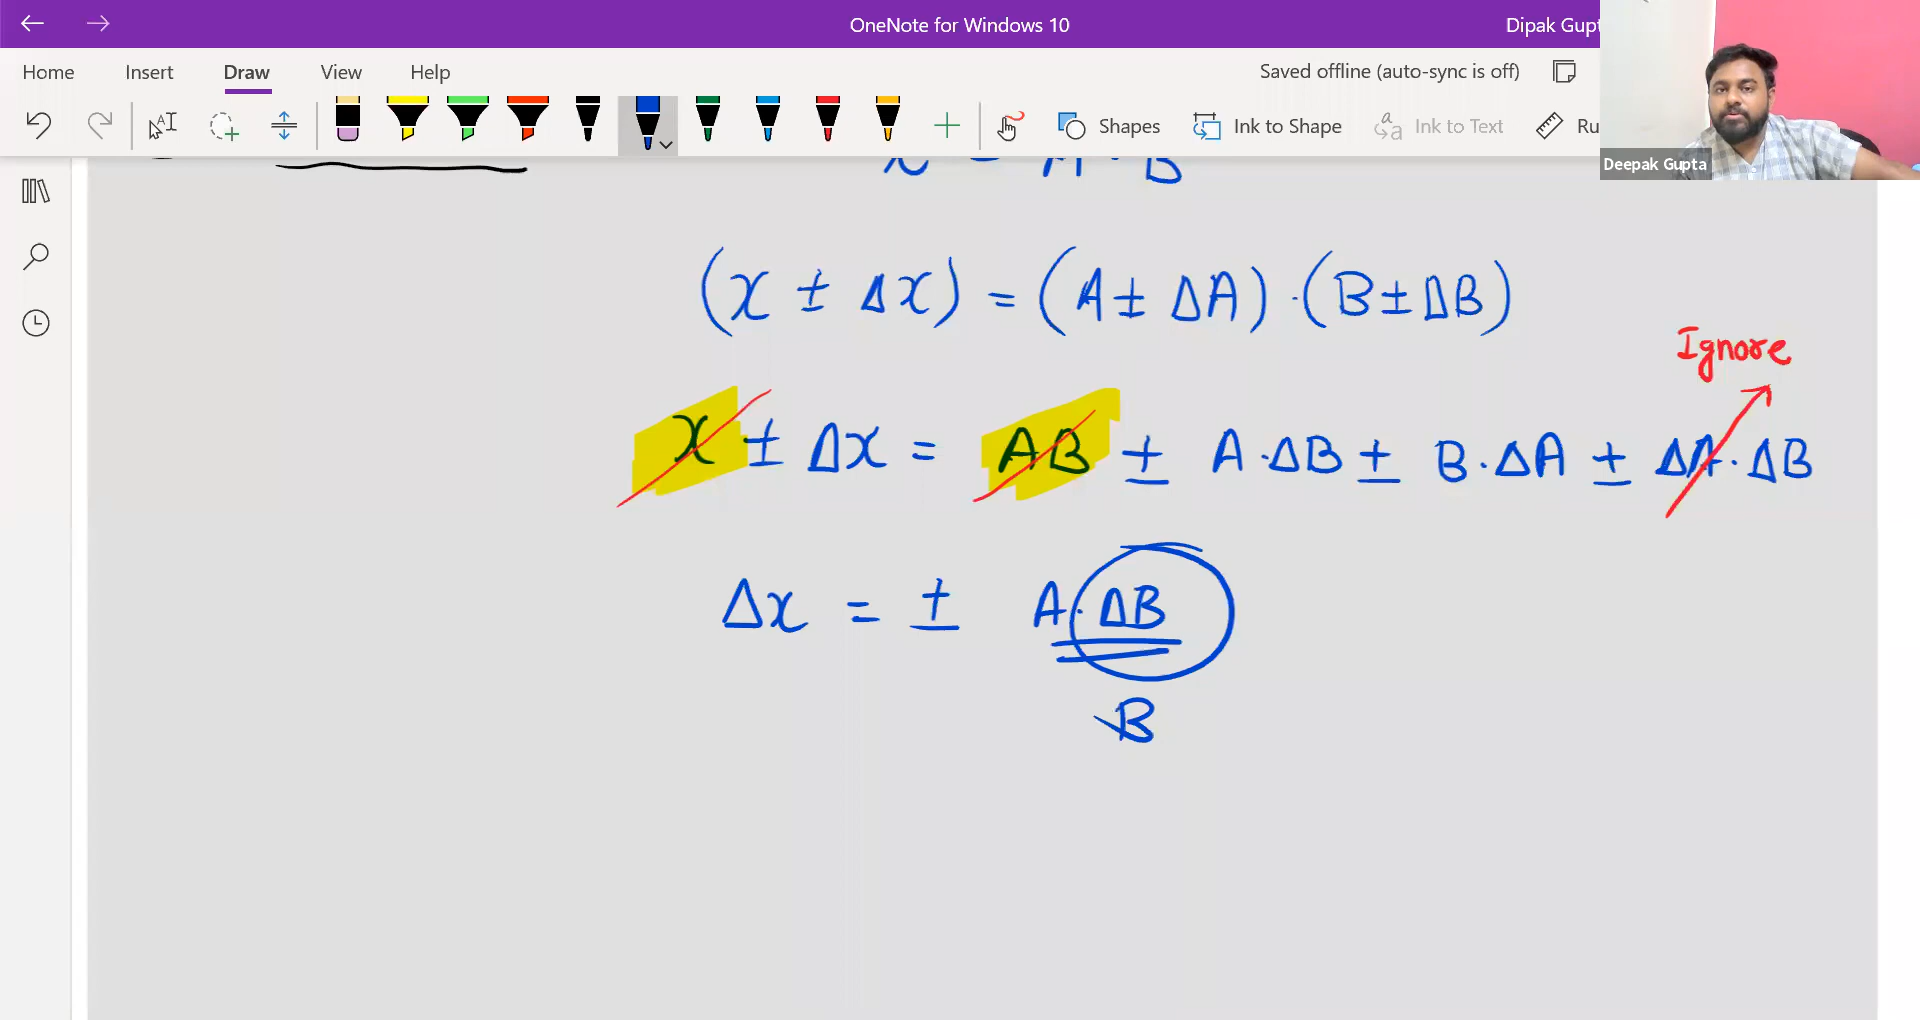 OneNote for Windows 10
Dipak Gupt
Home Insert Draw View Help
Saved offline (auto-sync is off)
Shapes Ink to Shape Ink to Text Ru
Deepak Gupta
x = A · B
(x ± Δx) = (A ± ΔA) · (B ± ΔB)
Ignore
x ± Δx = AB ± A·ΔB ± B·ΔA ± ΔA·ΔB
Δx = ± A·ΔB
B